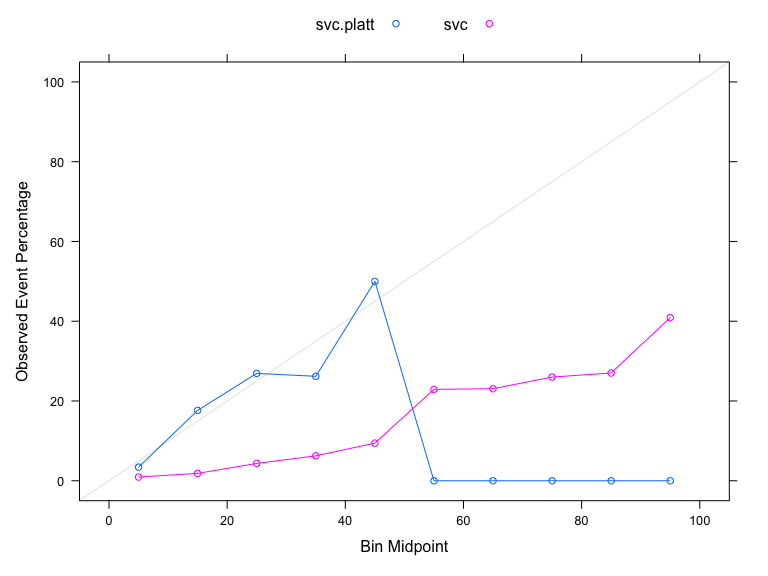 svc.platt svc
100
80
60
40
20
0
Observed Event Percentage
0 20 40 60 80 100
Bin Midpoint